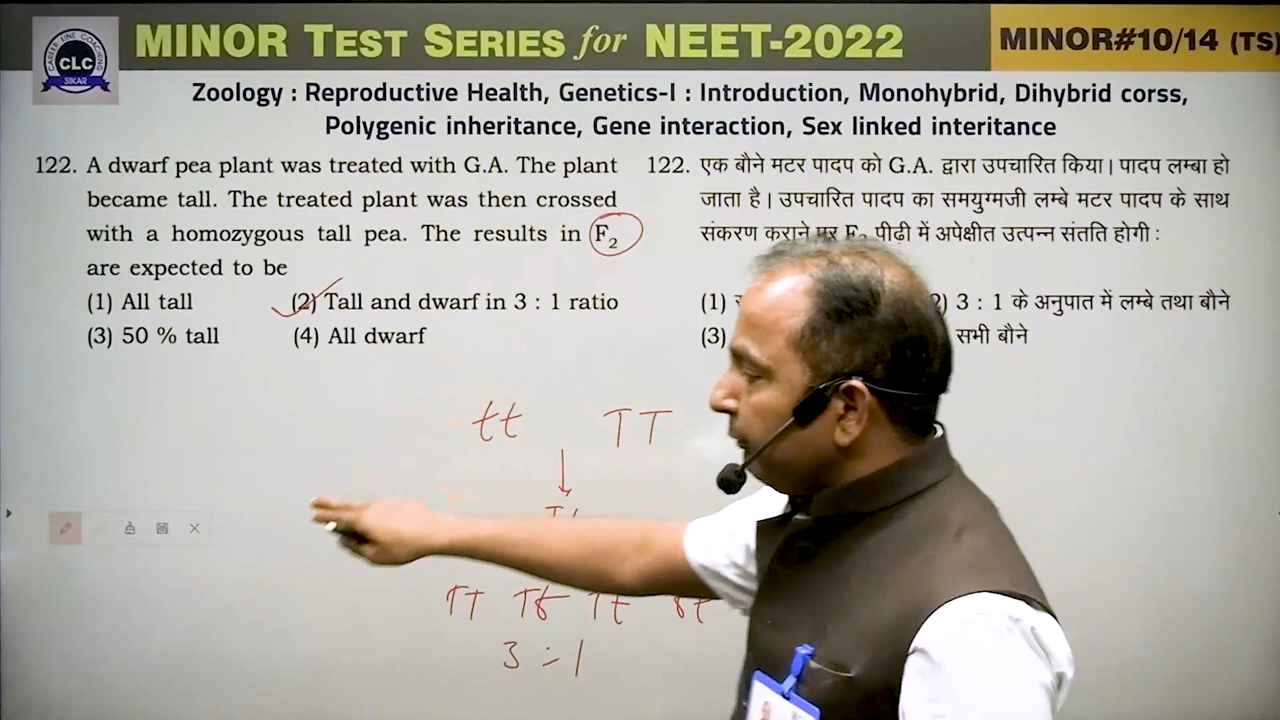 MINOR TEST SERIES for NEET-2022
MINOR#10/14 (TS)
CAREER LINE COACHING
CLC
SIKAR
Zoology : Reproductive Health, Genetics-I : Introduction, Monohybrid, Dihybrid corss,
Polygenic inheritance, Gene interaction, Sex linked interitance
122. A dwarf pea plant was treated with G.A. The plant
became tall. The treated plant was then crossed
with a homozygous tall pea. The results in F₂
are expected to be
(1) All tall (2) Tall and dwarf in 3 : 1 ratio
(3) 50 % tall (4) All dwarf
122. एक बौने मटर पादप को G.A. द्वारा उपचारित किया। पादप लम्बा हो
जाता है। उपचारित पादप का समयुग्मजी लम्बे मटर पादप के साथ
संकरण कराने पर F₂ पीढ़ी में अपेक्षीत उत्पन्न संतति होगी :
(1) 3 : 1 के अनुपात में लम्बे तथा बौने
(3) सभी बौने
tt TT
TT Tt Tt tt
3 : 1